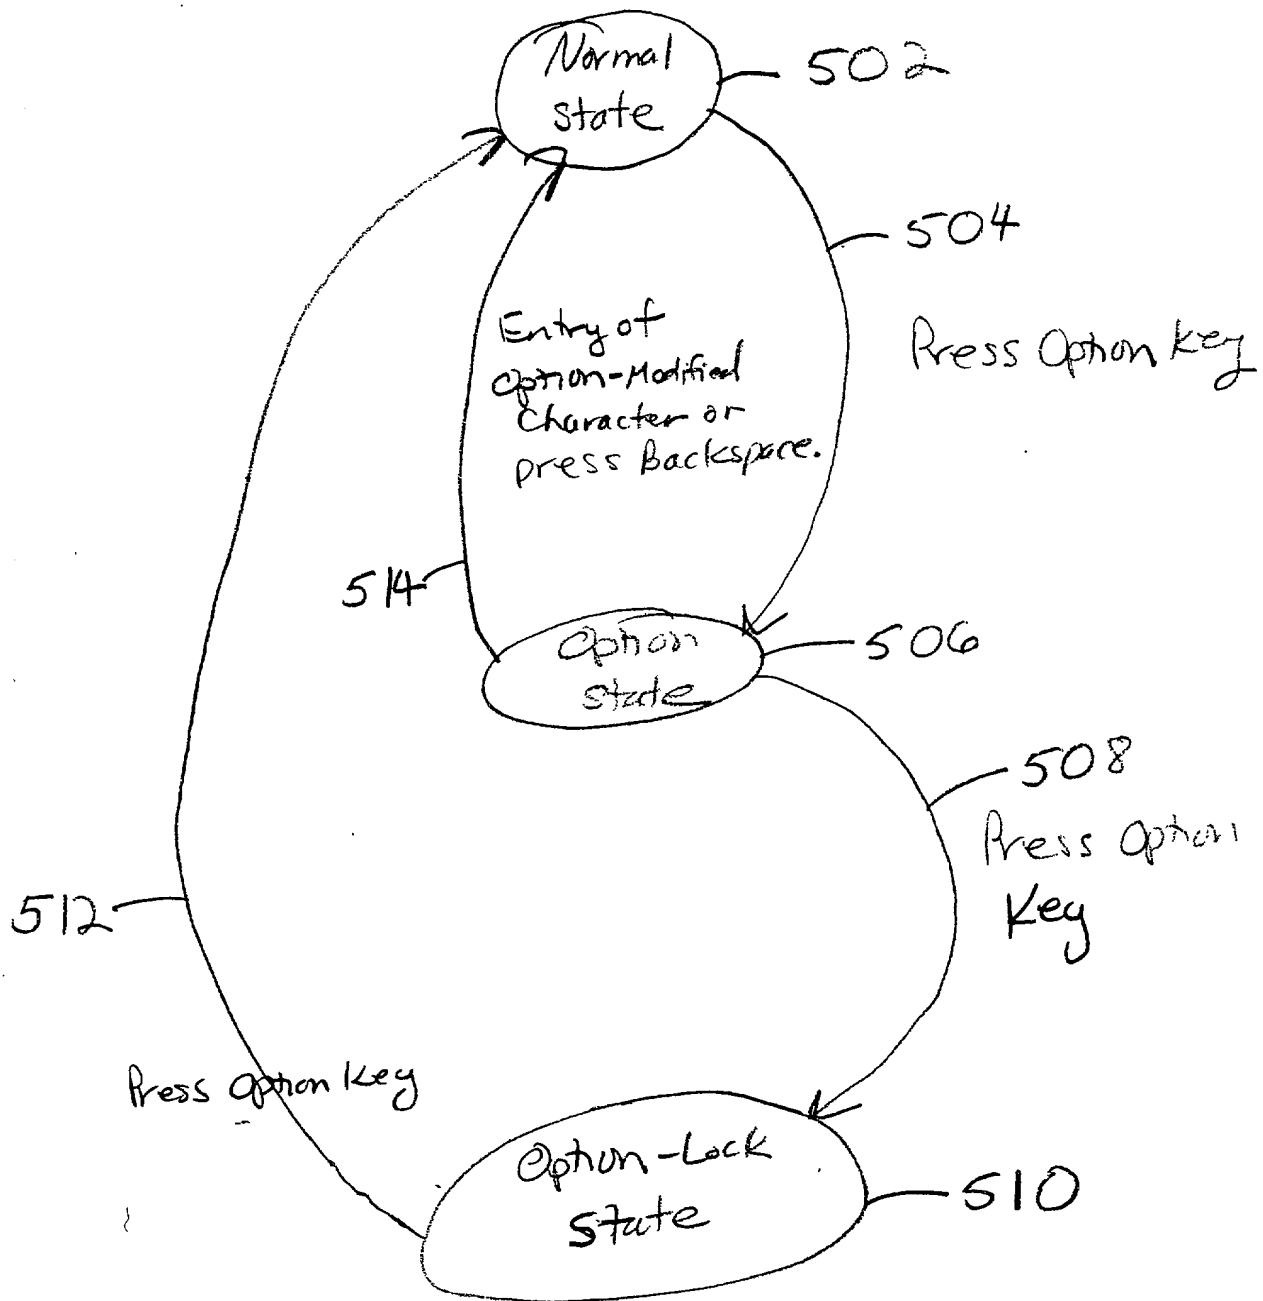 Normal
state
502
504
Press Option Key
Entry of
Option-Modified
Character or
press Backspace.
514
Option
state
506
508
Press Option
Key
512
Press Option Key
Option-Lock
State
510